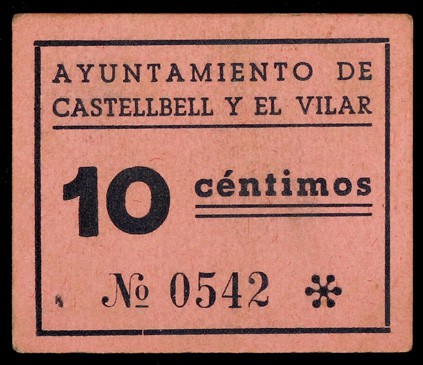 AYUNTAMIENTO DE
CASTELLBELL Y EL VILAR
10 céntimos
№ 0542 *